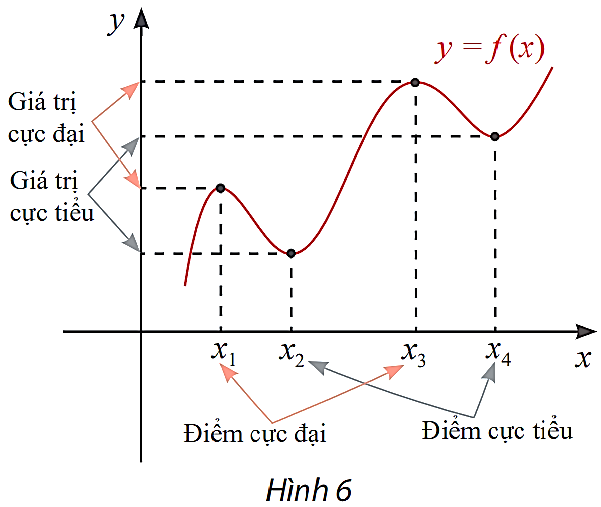 y
y = f (x)
Giá trị
cực đại
Giá trị
cực tiểu
x₁
x₂
x₃
x₄
x
Điểm cực đại
Điểm cực tiểu
Hình 6